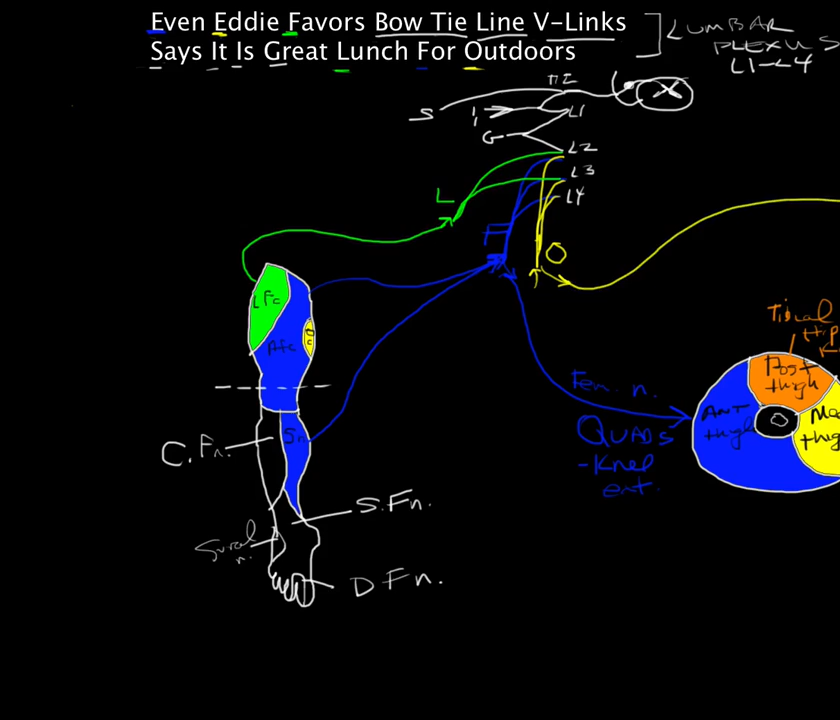 Even Eddie Favors Bow Tie Line V-Links
Says It Is Great Lunch For Outdoors
LUMBAR
PLEXUS
L1-L4
S
I
G
L1
L2
L3
L4
L
F
O
X
LFc
Afc
Sn
C.Fn.
S.Fn.
Sural
n.
D Fn.
Fem. n.
QUADS
-Knee
ext.
ANT
thigh
Post
thigh
Tibial